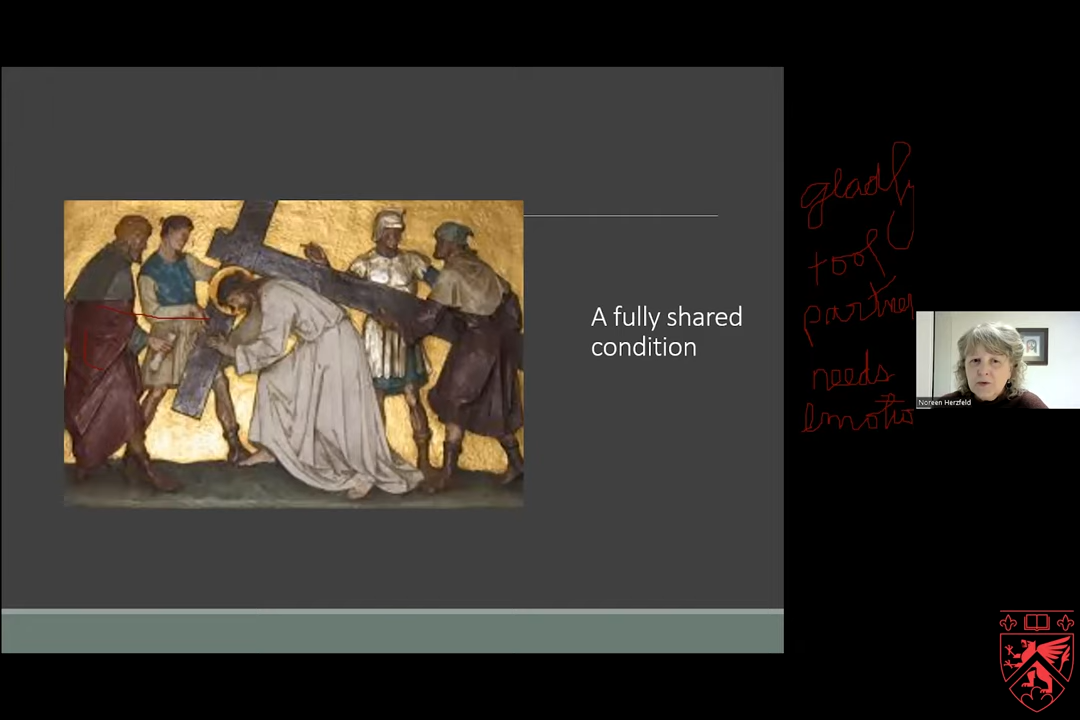 A fully shared
condition
gladly
tool
partner
needs
Emotio
Noreen Herzfeld